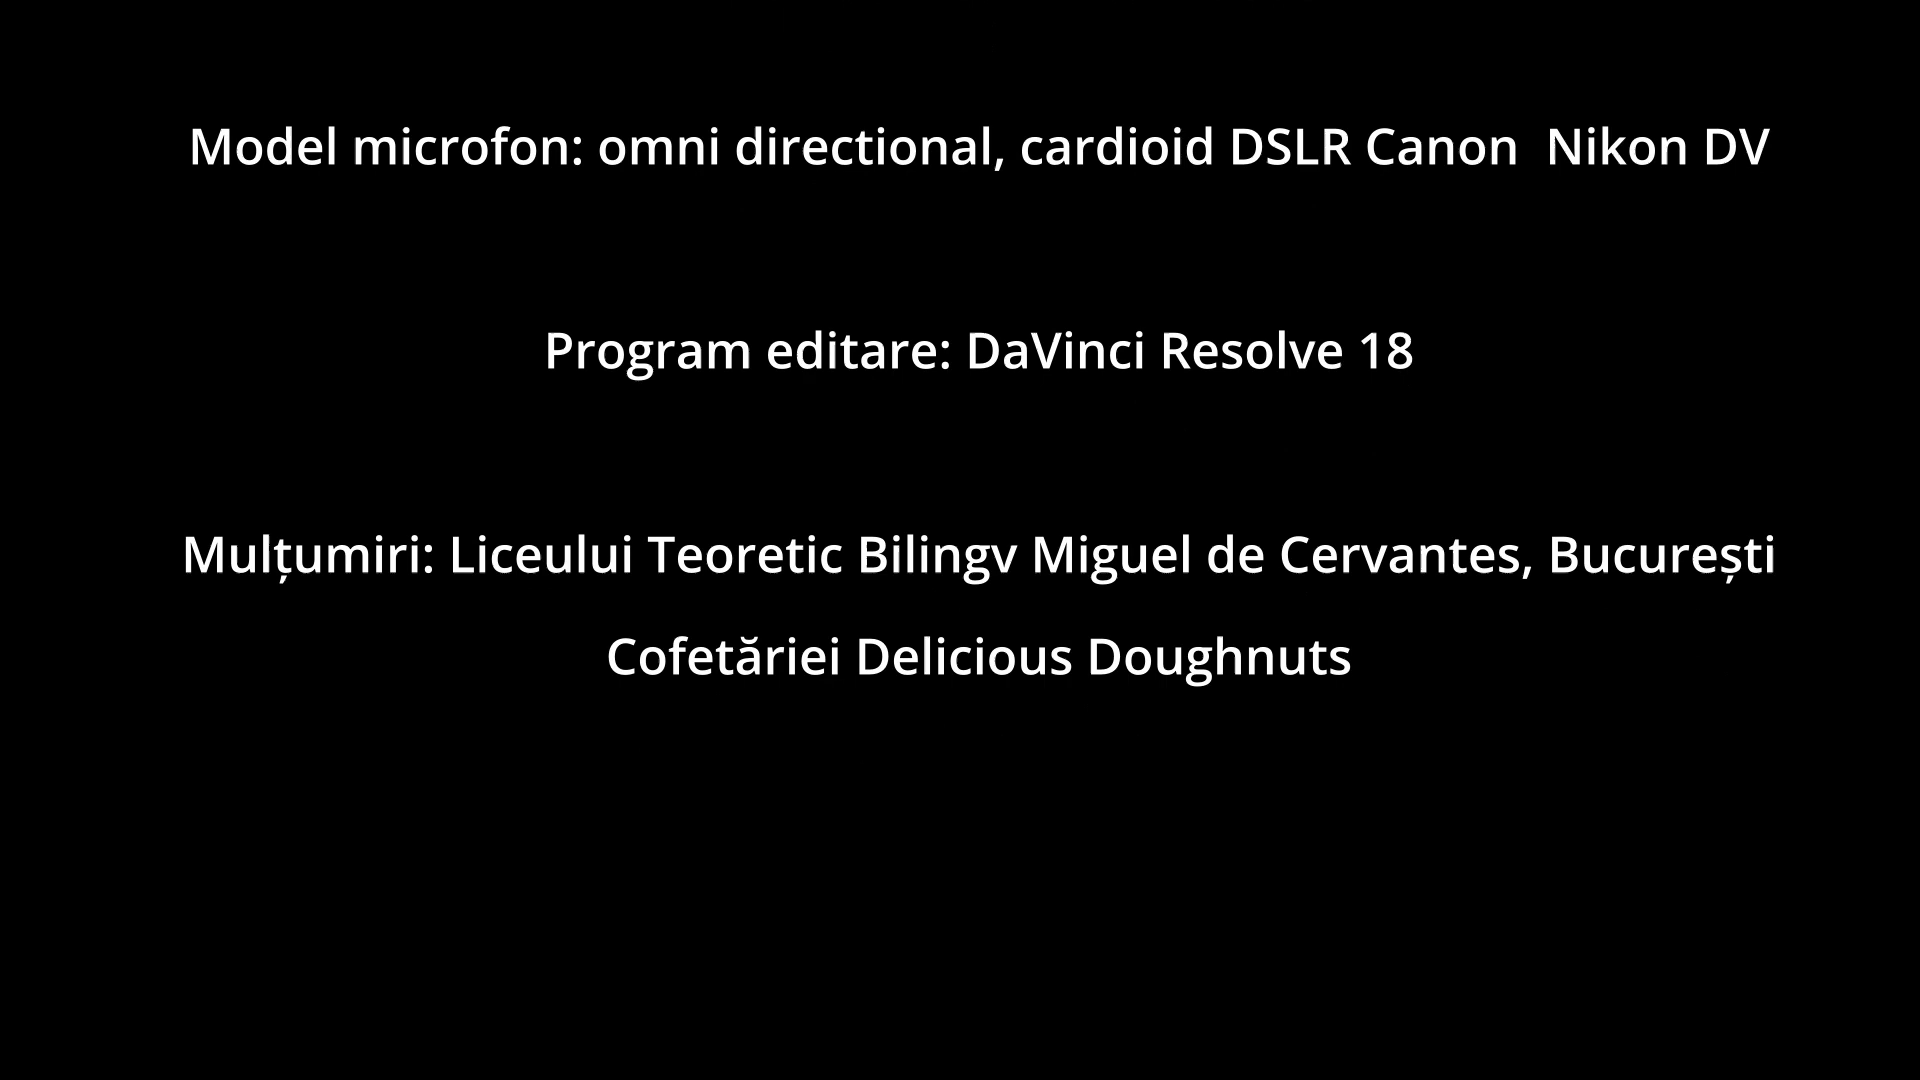 Model microfon: omni directional, cardioid DSLR Canon  Nikon DV
Program editare: DaVinci Resolve 18
Mulțumiri: Liceului Teoretic Bilingv Miguel de Cervantes, București
Cofetăriei Delicious Doughnuts